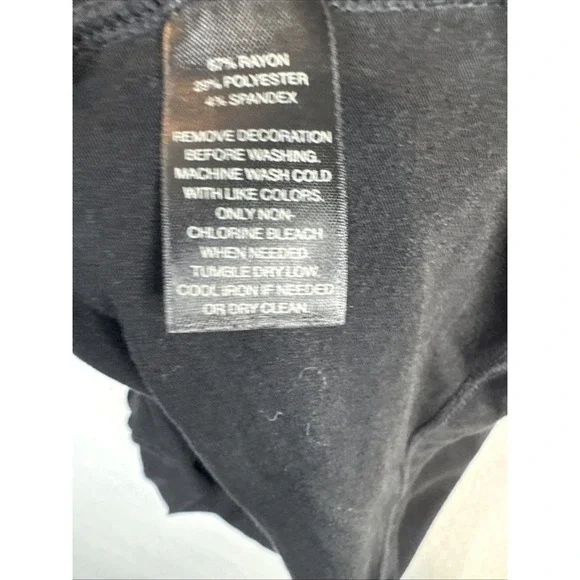 67% RAYON
29% POLYESTER
4% SPANDEX
REMOVE DECORATION
BEFORE WASHING.
MACHINE WASH COLD
WITH LIKE COLORS.
ONLY NON-
CHLORINE BLEACH
WHEN NEEDED.
TUMBLE DRY LOW.
COOL IRON IF NEEDED
OR DRY CLEAN.